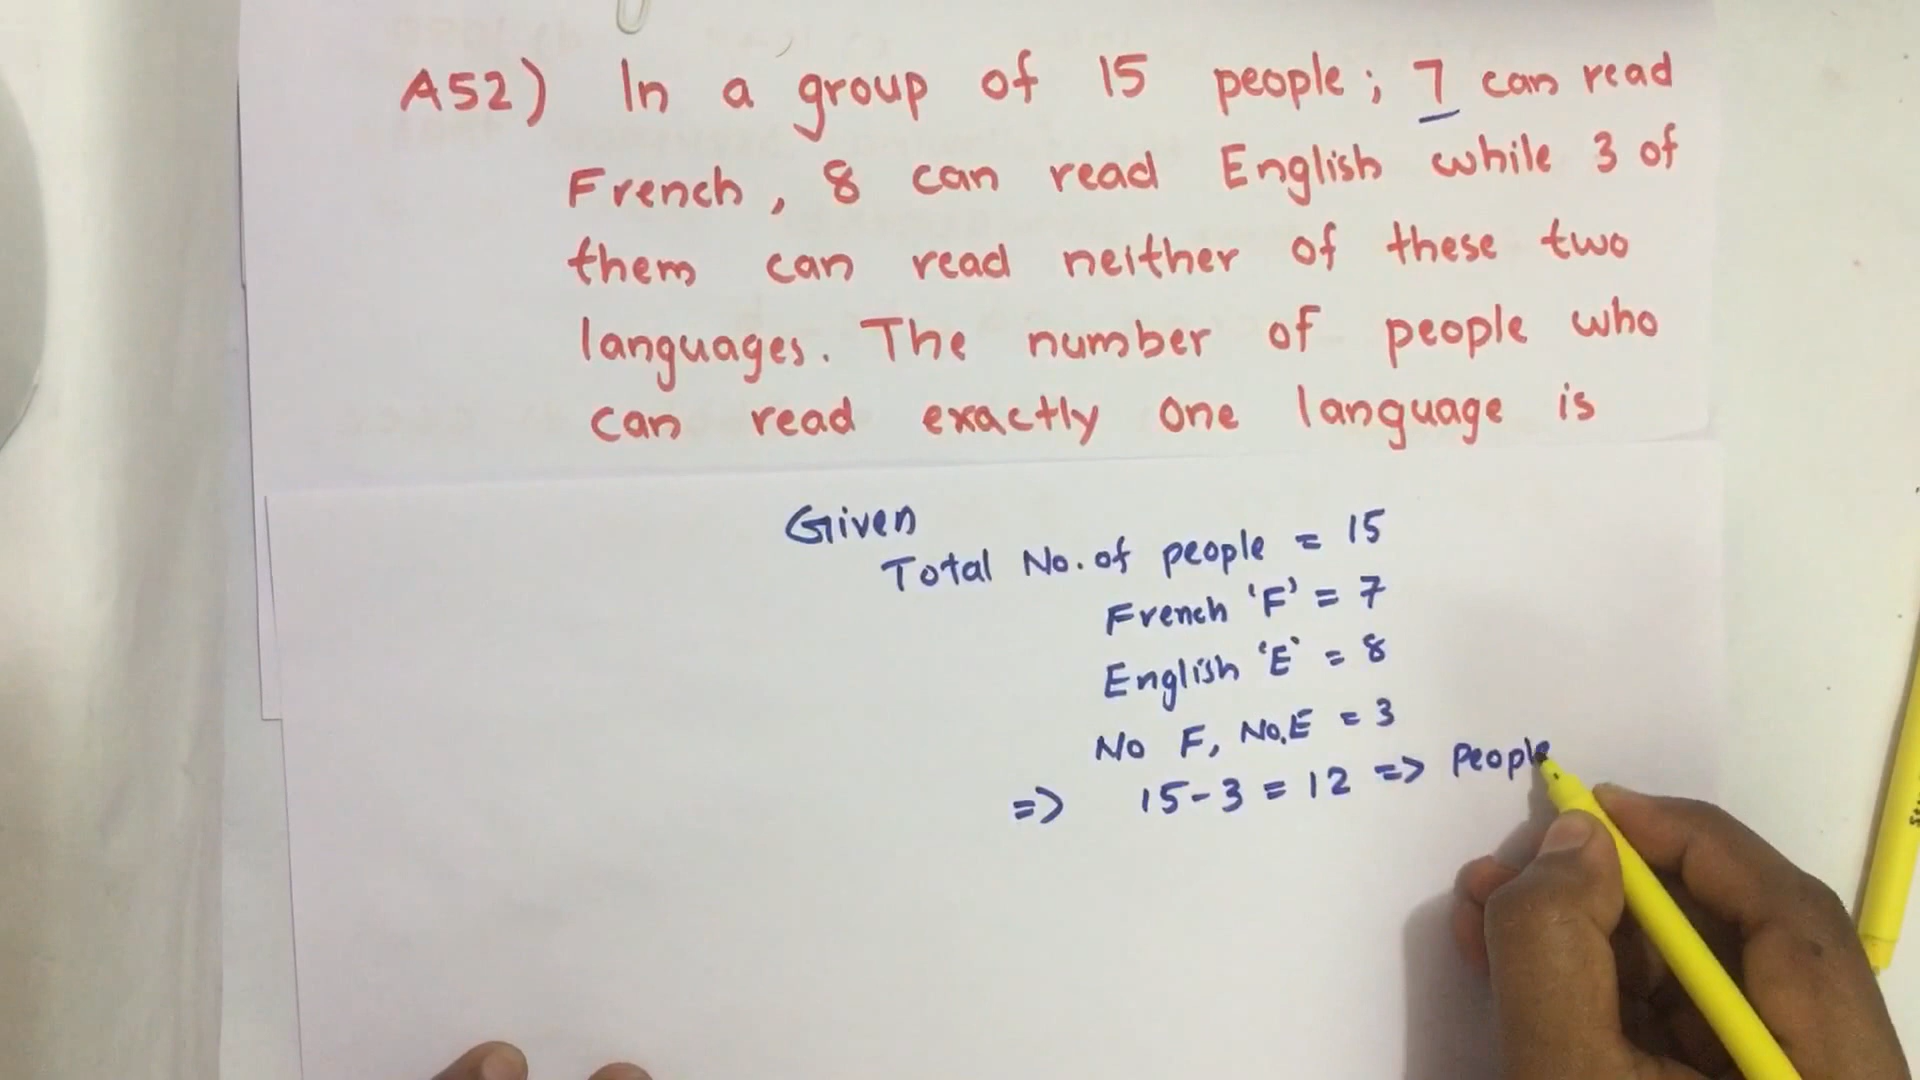 A52) In a group of 15 people; 7 can read
French, 8 can read English while 3 of
them can read neither of these two
languages. The number of people who
can read exactly one language is
Given
Total No. of people = 15
French 'F' = 7
English 'E' = 8
No F, No.E = 3
=> 15-3 = 12 => People